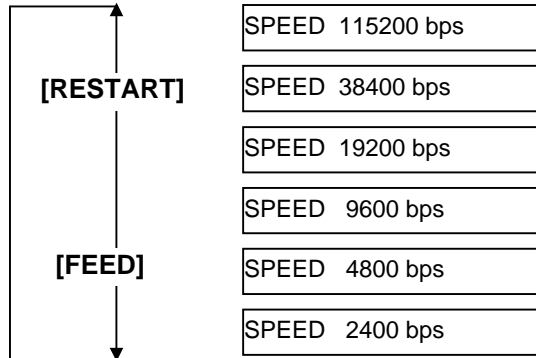 SPEED 115200 bps
[RESTART]
SPEED 38400 bps
SPEED 19200 bps
SPEED 9600 bps
[FEED]
SPEED 4800 bps
SPEED 2400 bps